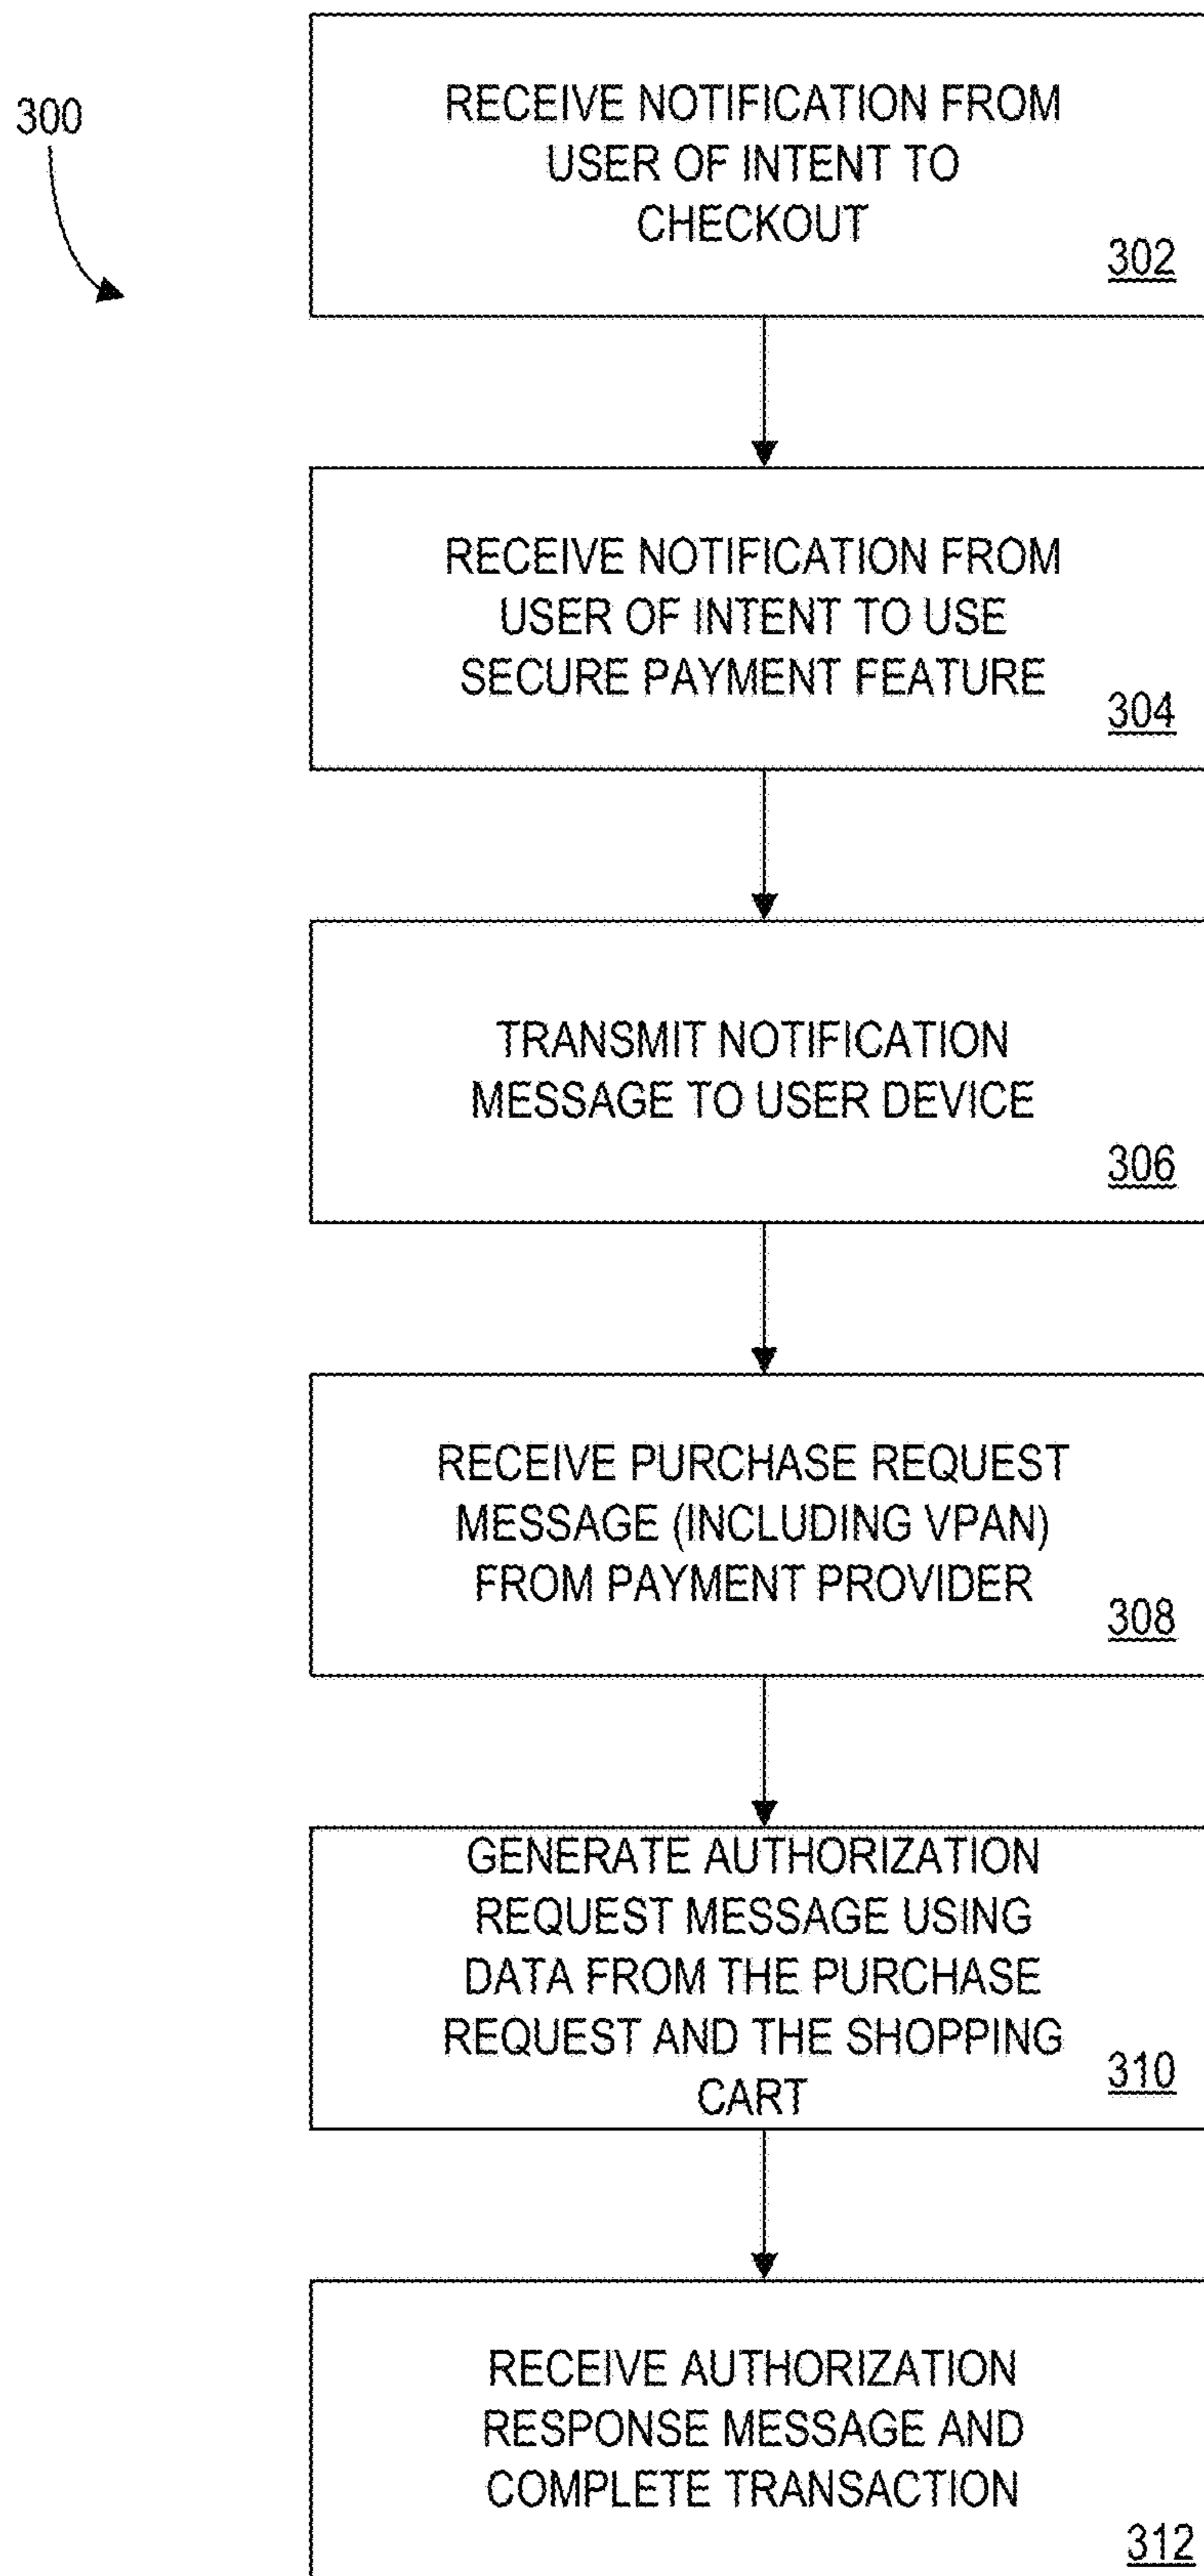 300
RECEIVE NOTIFICATION FROM
USER OF INTENT TO
CHECKOUT
302
RECEIVE NOTIFICATION FROM
USER OF INTENT TO USE
SECURE PAYMENT FEATURE
304
TRANSMIT NOTIFICATION
MESSAGE TO USER DEVICE
306
RECEIVE PURCHASE REQUEST
MESSAGE (INCLUDING VPAN)
FROM PAYMENT PROVIDER
308
GENERATE AUTHORIZATION
REQUEST MESSAGE USING
DATA FROM THE PURCHASE
REQUEST AND THE SHOPPING
CART
310
RECEIVE AUTHORIZATION
RESPONSE MESSAGE AND
COMPLETE TRANSACTION
312